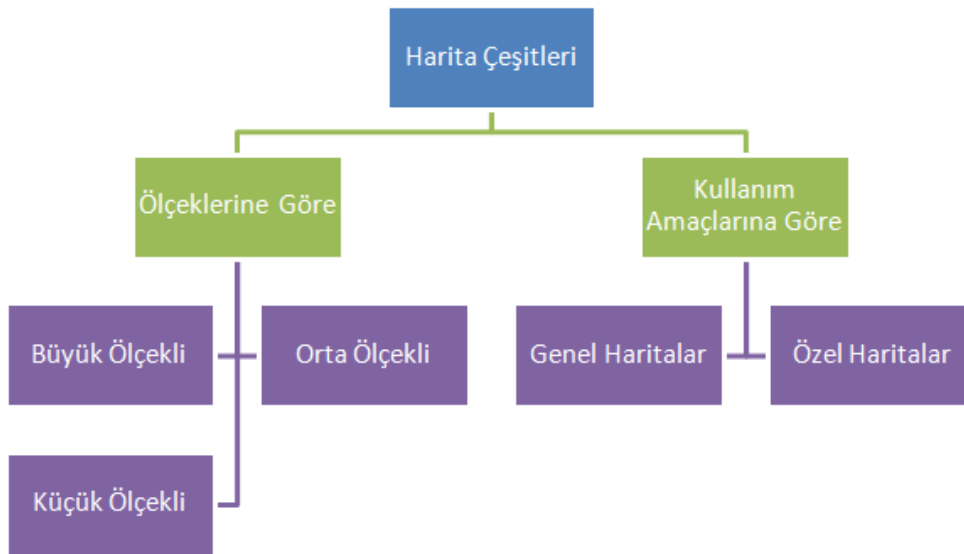 Harita Çeşitleri
Ölçeklerine Göre
Kullanım
Amaçlarına Göre
Büyük Ölçekli
Orta Ölçekli
Genel Haritalar
Özel Haritalar
Küçük Ölçekli